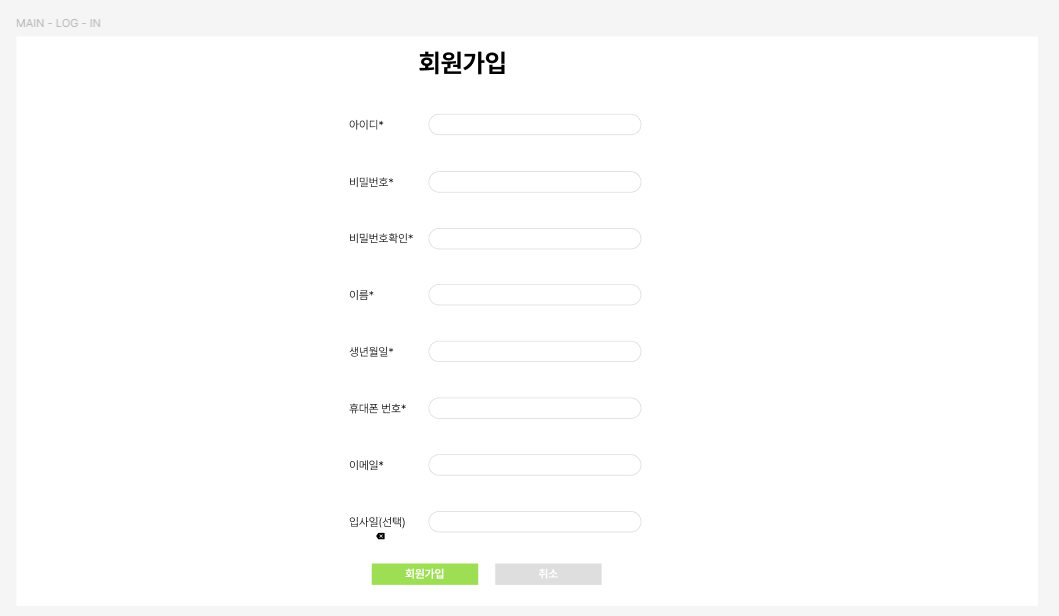 MAIN - LOG - IN
회원가입
아이디*
비밀번호*
비밀번호확인*
이름*
생년월일*
휴대폰 번호*
이메일*
입사일(선택)
회원가입 취소